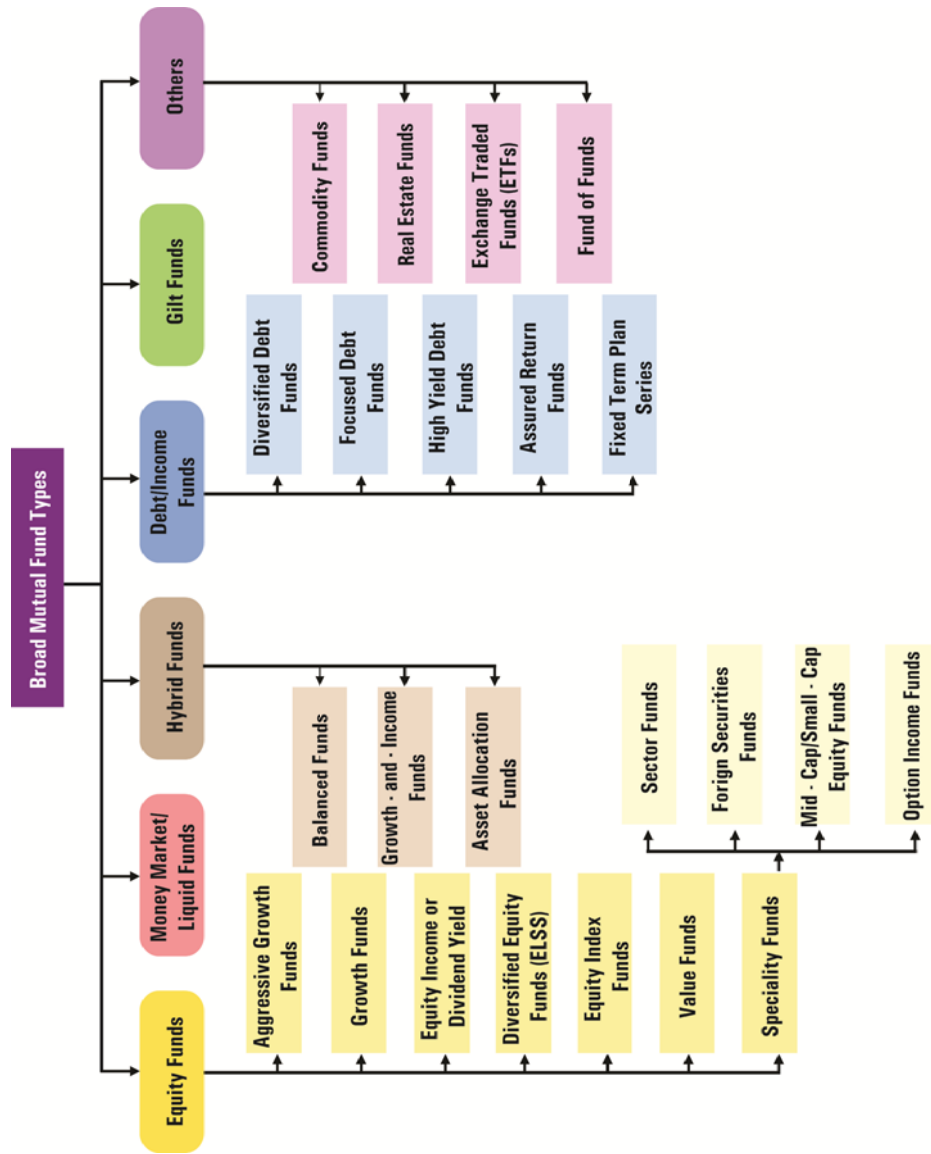 Broad Mutual Fund Types
Equity Funds
Money Market/
Liquid Funds
Hybrid Funds
Debt/Income
Funds
Gilt Funds
Others
Aggressive Growth
Funds
Growth Funds
Equity Income or
Dividend Yield
Diversified Equity
Funds (ELSS)
Equity Index
Funds
Value Funds
Speciality Funds
Sector Funds
Forign Securities
Funds
Mid - Cap/Small - Cap
Equity Funds
Option Income Funds
Balanced Funds
Growth - and - Income
Funds
Asset Allocation
Funds
Diversified Debt
Funds
Focused Debt
Funds
High Yield Debt
Funds
Assured Return
Funds
Fixed Term Plan
Series
Commodity Funds
Real Estate Funds
Exchange Traded
Funds (ETFs)
Fund of Funds